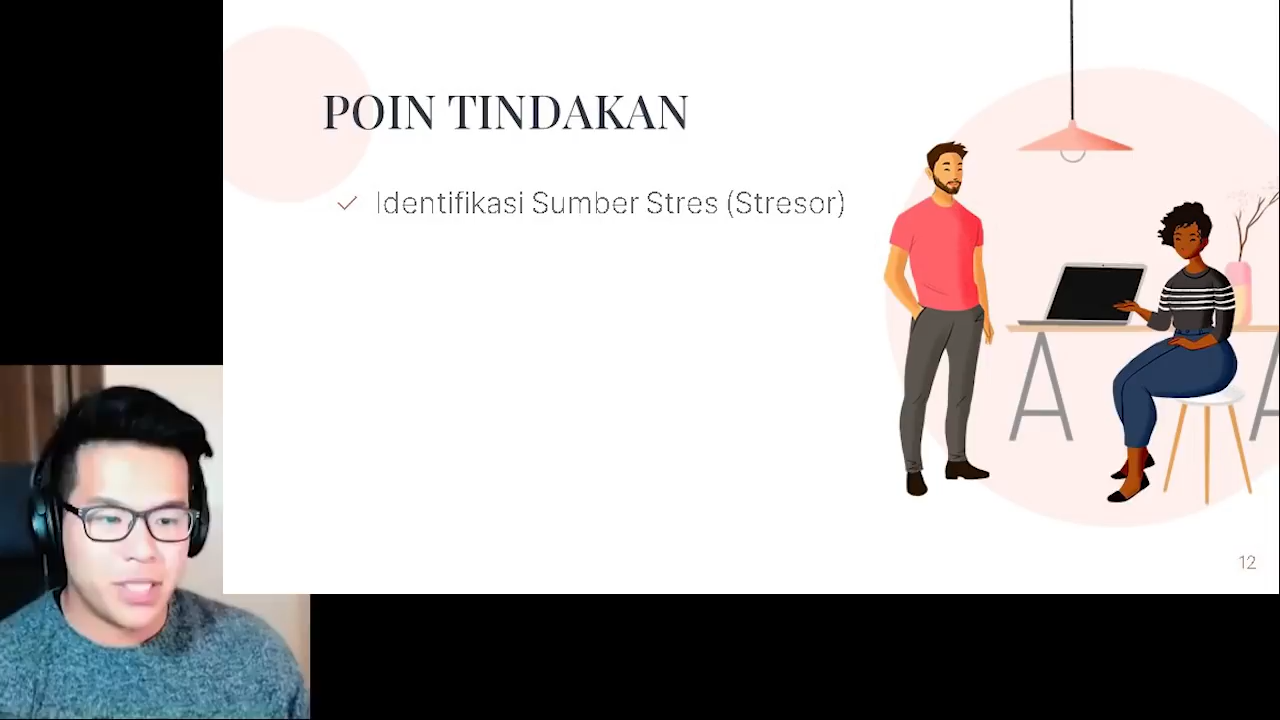 POIN TINDAKAN
Identifikasi Sumber Stres (Stresor)
12